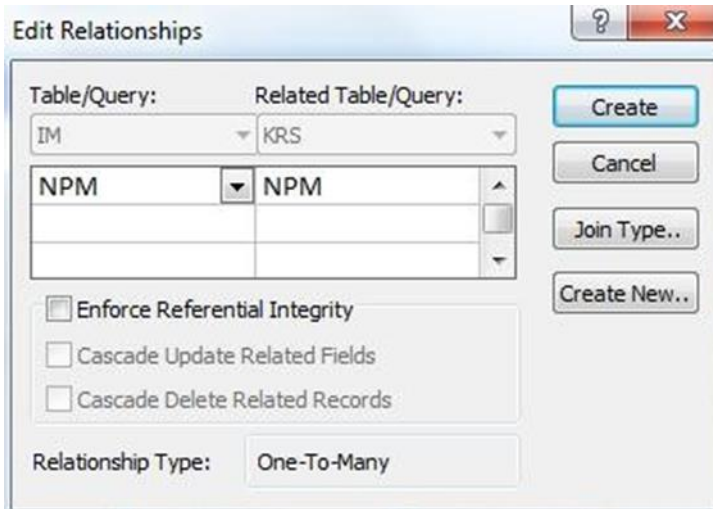 Edit Relationships
?
X
Table/Query:
Related Table/Query:
IM
KRS
NPM
NPM
Enforce Referential Integrity
Cascade Update Related Fields
Cascade Delete Related Records
Relationship Type:
One-To-Many
Create
Cancel
Join Type..
Create New..